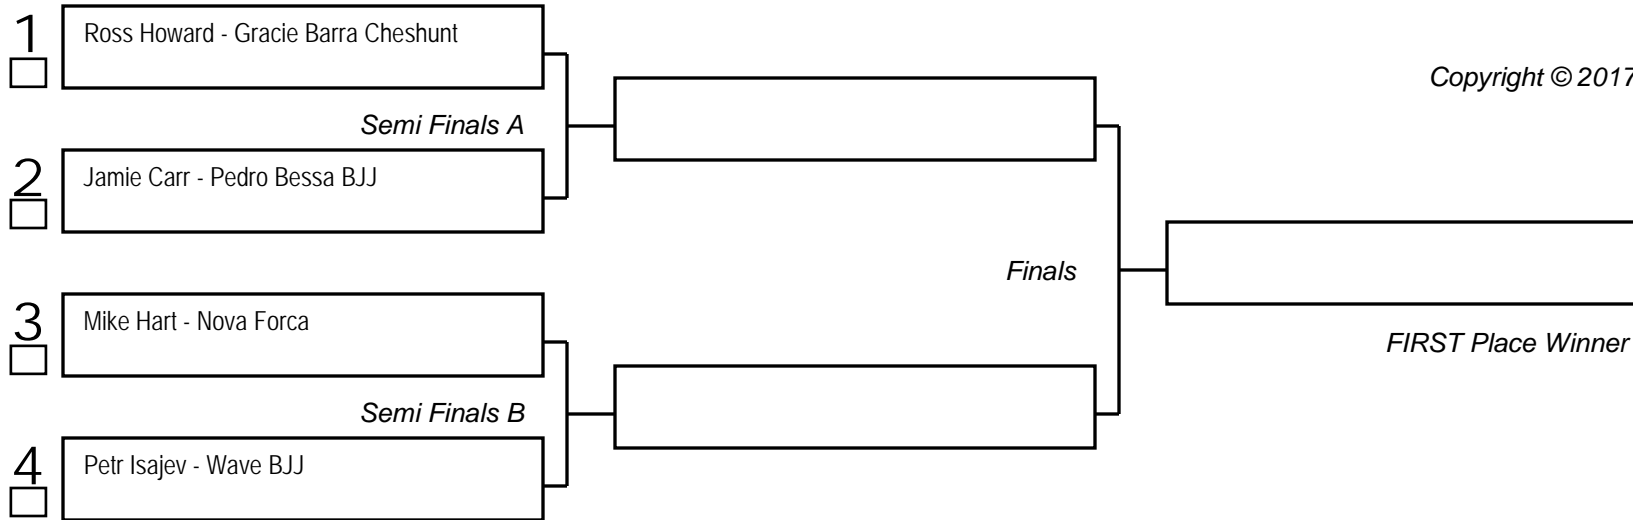 1
Ross Howard - Gracie Barra Cheshunt
Copyright © 2017
Semi Finals A
2
Jamie Carr - Pedro Bessa BJJ
Finals
3
Mike Hart - Nova Forca
FIRST Place Winner
Semi Finals B
4
Petr Isajev - Wave BJJ